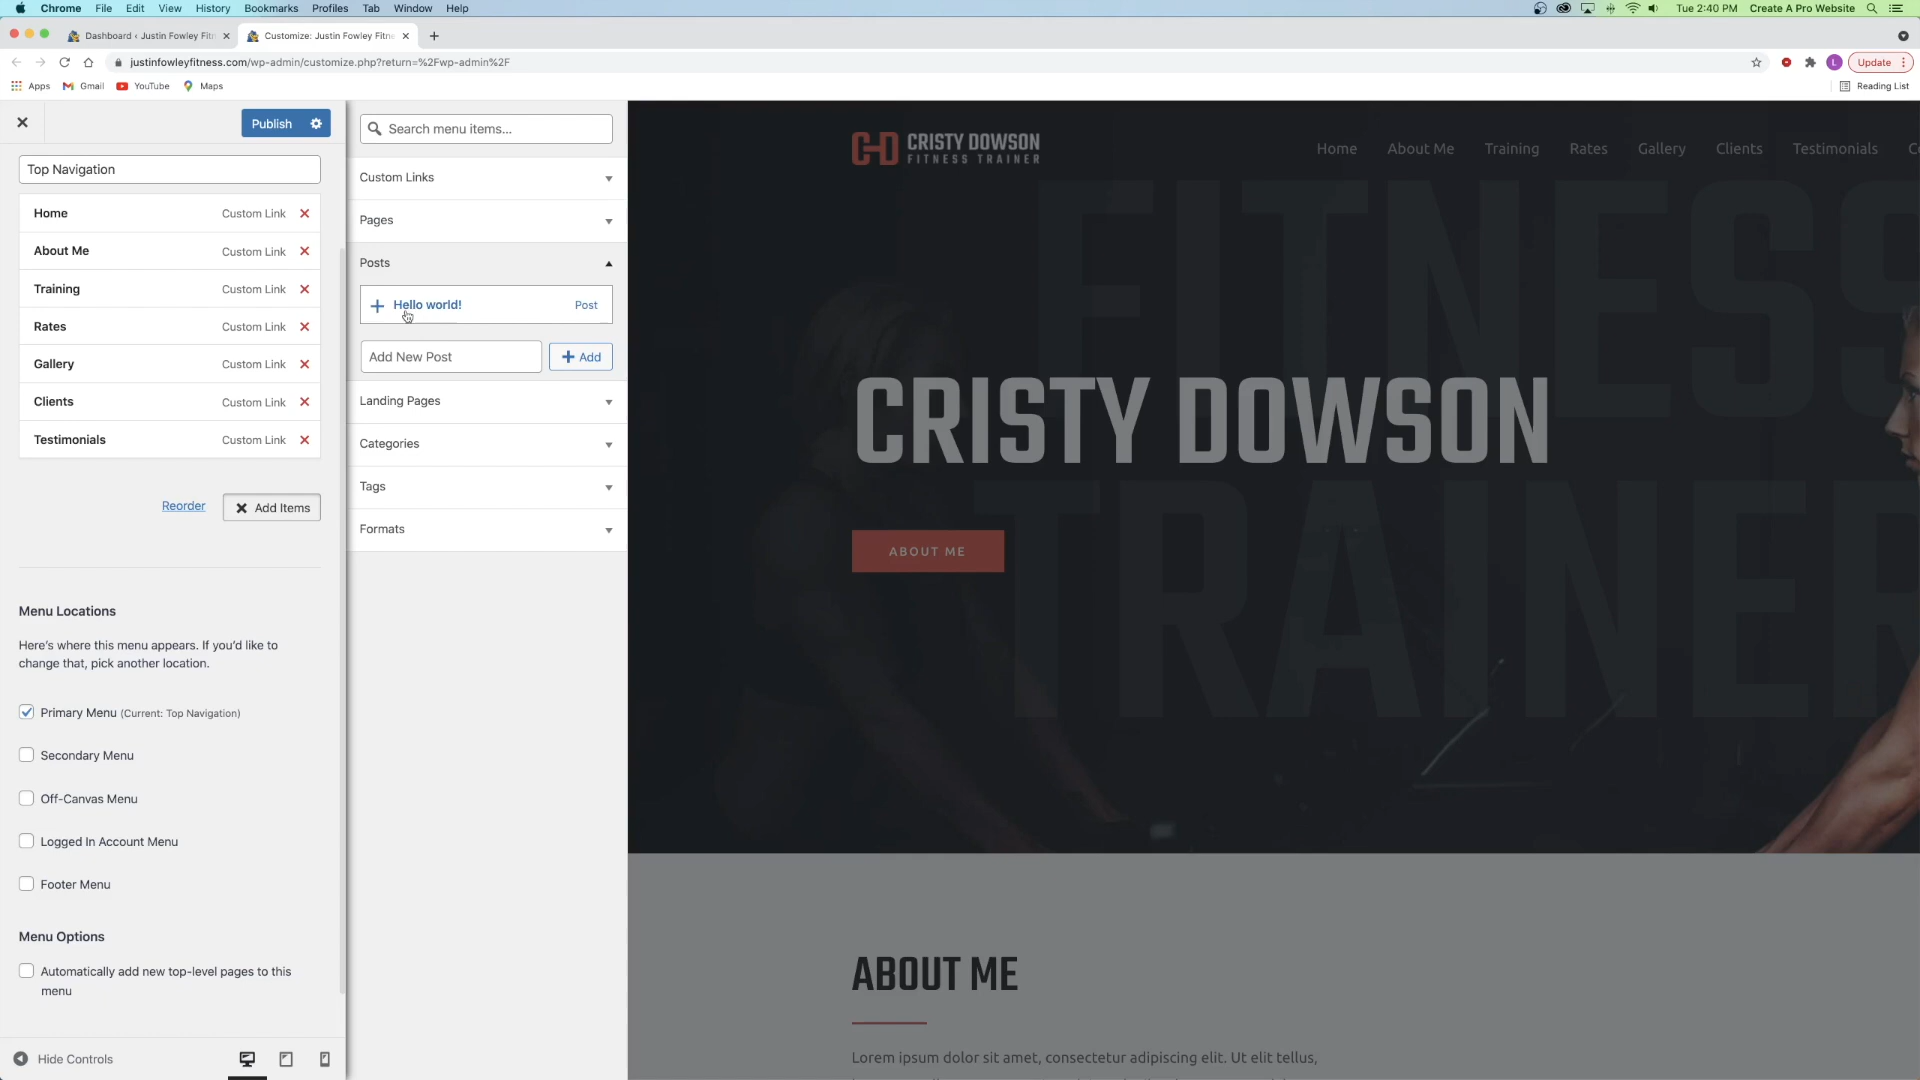 Chrome File Edit View History Bookmarks Profiles Tab Window Help
Tue 2:40 PM Create A Pro Website
Dashboard ‹ Justin Fowley Fitn
Customize: Justin Fowley Fitne
justinfowleyfitness.com/wp-admin/customize.php?return=%2Fwp-admin%2F
L
Update
Apps Gmail YouTube Maps
Reading List
Publish
Top Navigation
Home Custom Link
About Me Custom Link
Training Custom Link
Rates Custom Link
Gallery Custom Link
Clients Custom Link
Testimonials Custom Link
Reorder
Add Items
Menu Locations
Here's where this menu appears. If you'd like to
change that, pick another location.
Primary Menu (Current: Top Navigation)
Secondary Menu
Off-Canvas Menu
Logged In Account Menu
Footer Menu
Menu Options
Automatically add new top-level pages to this
menu
Hide Controls
Search menu items...
Custom Links
Pages
Posts
Hello world! Post
Add New Post
Add
Landing Pages
Categories
Tags
Formats
CRISTY DOWSON
FITNESS TRAINER
Home About Me Training Rates Gallery Clients Testimonials
FITNESS
CRISTY DOWSON
TRAINER
ABOUT ME
ABOUT ME
Lorem ipsum dolor sit amet, consectetur adipiscing elit. Ut elit tellus,